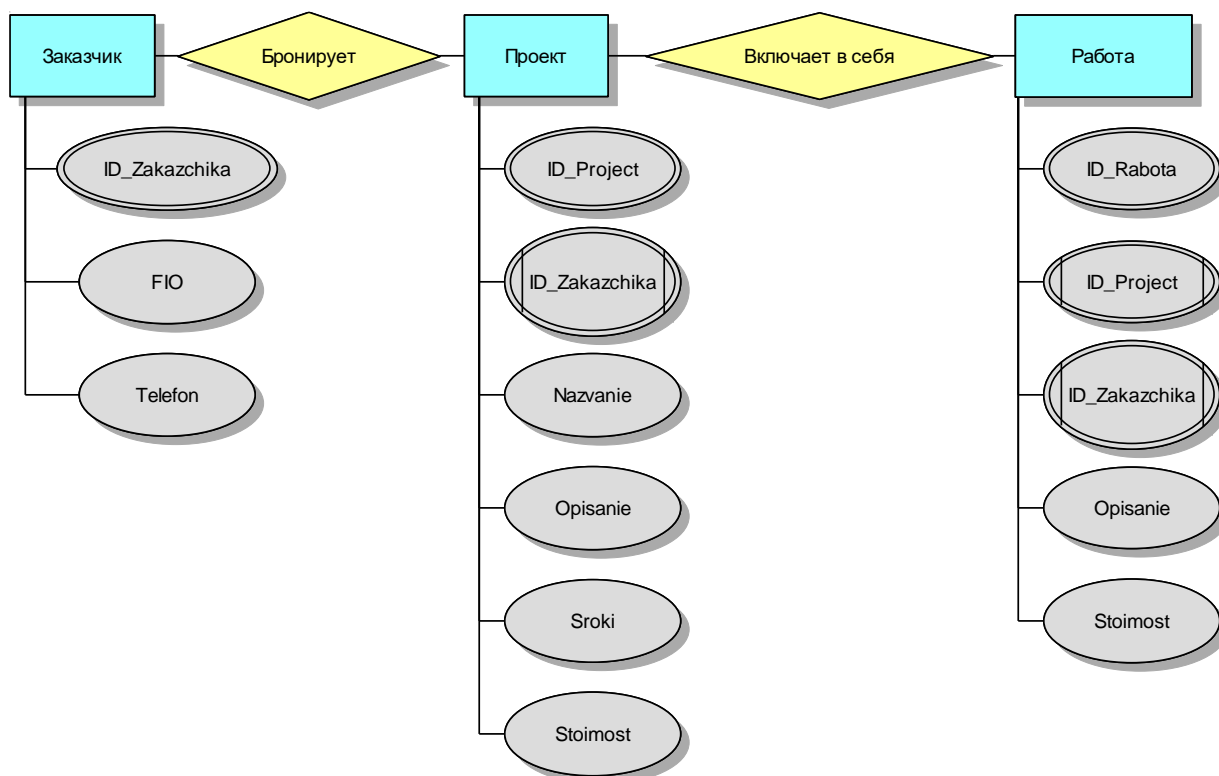 Заказчик
Бронирует
Проект
Включает в себя
Работа
ID_Zakazchika
FIO
Telefon
ID_Project
ID_Zakazchika
Nazvanie
Opisanie
Sroki
Stoimost
ID_Rabota
ID_Project
ID_Zakazchika
Opisanie
Stoimost